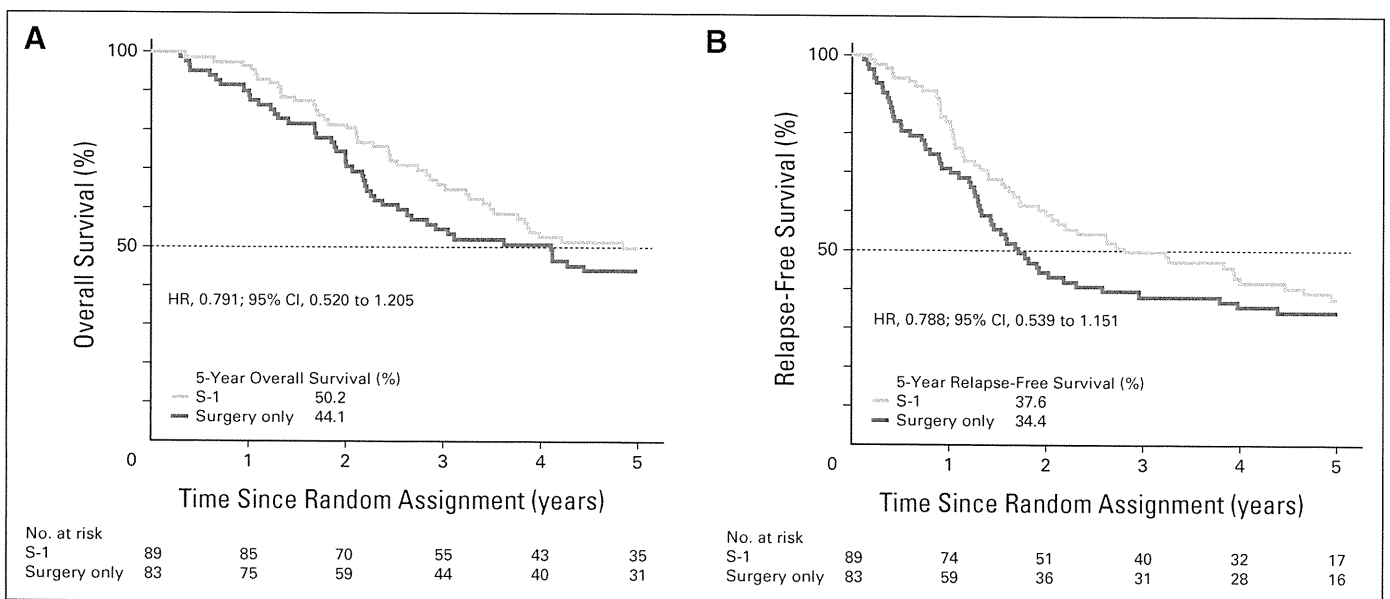 A
100
50
0
Overall Survival (%)
HR, 0.791; 95% CI, 0.520 to 1.205
5-Year Overall Survival (%)
S-1 50.2
Surgery only 44.1
1 2 3 4 5
Time Since Random Assignment (years)
No. at risk
S-1 89 85 70 55 43 35
Surgery only 83 75 59 44 40 31
B
100
50
0
Relapse-Free Survival (%)
HR, 0.788; 95% CI, 0.539 to 1.151
5-Year Relapse-Free Survival (%)
S-1 37.6
Surgery only 34.4
1 2 3 4 5
Time Since Random Assignment (years)
No. at risk
S-1 89 74 51 40 32 17
Surgery only 83 59 36 31 28 16